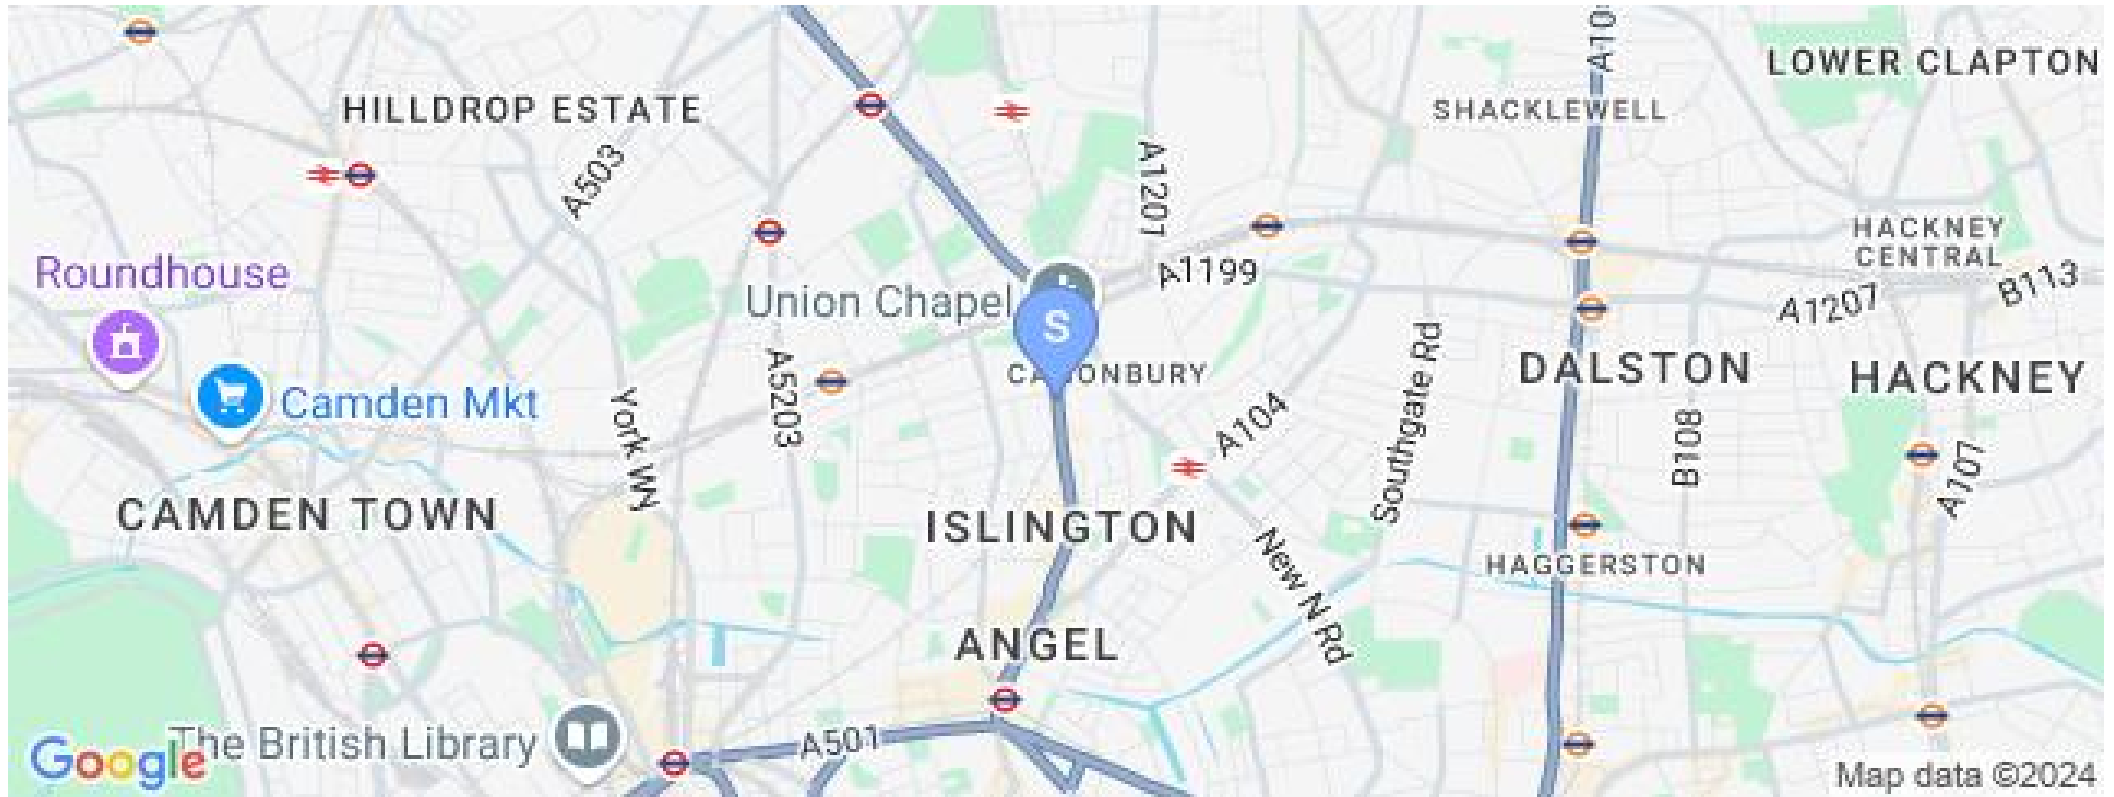 LOWER CLAPTON
HILLDROP ESTATE
SHACKLEWELL
A10
A503
A1201
HACKNEY
CENTRAL
Roundhouse
A1199
B113
Union Chapel
S
A1207
CANONBURY
DALSTON
HACKNEY
Camden Mkt
A5203
York Wy
A104
Southgate Rd
B108
A107
CAMDEN TOWN
ISLINGTON
New N Rd
HAGGERSTON
ANGEL
The British Library
A501
Google
Map data ©2024